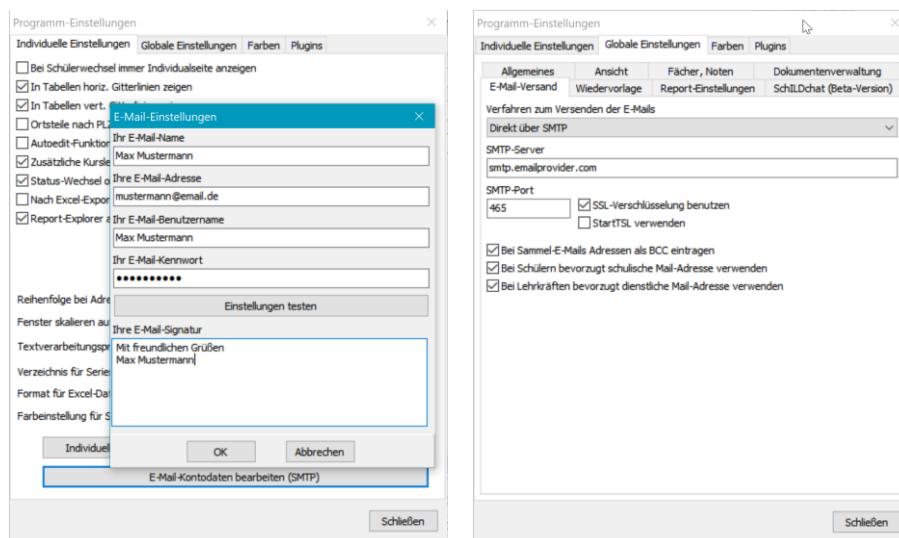 Programm-Einstellungen
Individuelle Einstellungen Globale Einstellungen Farben Plugins
Bei Schülerwechsel immer Individualseite anzeigen
In Tabellen horiz. Gitterlinien zeigen
In Tabellen vert. Gitterlinien zeigen
Ortsteile nach PLZ
Autoedit-Funktion
Zusätzliche Kursle
Status-Wechsel o
Nach Excel-Expor
Report-Explorer a
Reihenfolge bei Adre
Fenster skalieren au
Textverarbeitungspr
Verzeichnis für Serie
Format für Excel-Dat
Farbeinstellung für S
Individuel
E-Mail-Kontodaten bearbeiten (SMTP)
Schließen
E-Mail-Einstellungen
Ihr E-Mail-Name
Max Mustermann
Ihre E-Mail-Adresse
mustermann@email.de
Ihr E-Mail-Benutzername
Max Mustermann
Ihr E-Mail-Kennwort
●●●●●●●●●●
Einstellungen testen
Ihre E-Mail-Signatur
Mit freundlichen Grüßen
Max Mustermann
OK Abbrechen
Programm-Einstellungen
Individuelle Einstellungen Globale Einstellungen Farben Plugins
Allgemeines Ansicht Fächer, Noten Dokumentenverwaltung
E-Mail-Versand Wiedervorlage Report-Einstellungen SchILDchat (Beta-Version)
Verfahren zum Versenden der E-Mails
Direkt über SMTP
SMTP-Server
smtp.emailprovider.com
SMTP-Port
465
SSL-Verschlüsselung benutzen
StartTSL verwenden
Bei Sammel-E-Mails Adressen als BCC eintragen
Bei Schülern bevorzugt schulische Mail-Adresse verwenden
Bei Lehrkräften bevorzugt dienstliche Mail-Adresse verwenden
Schließen